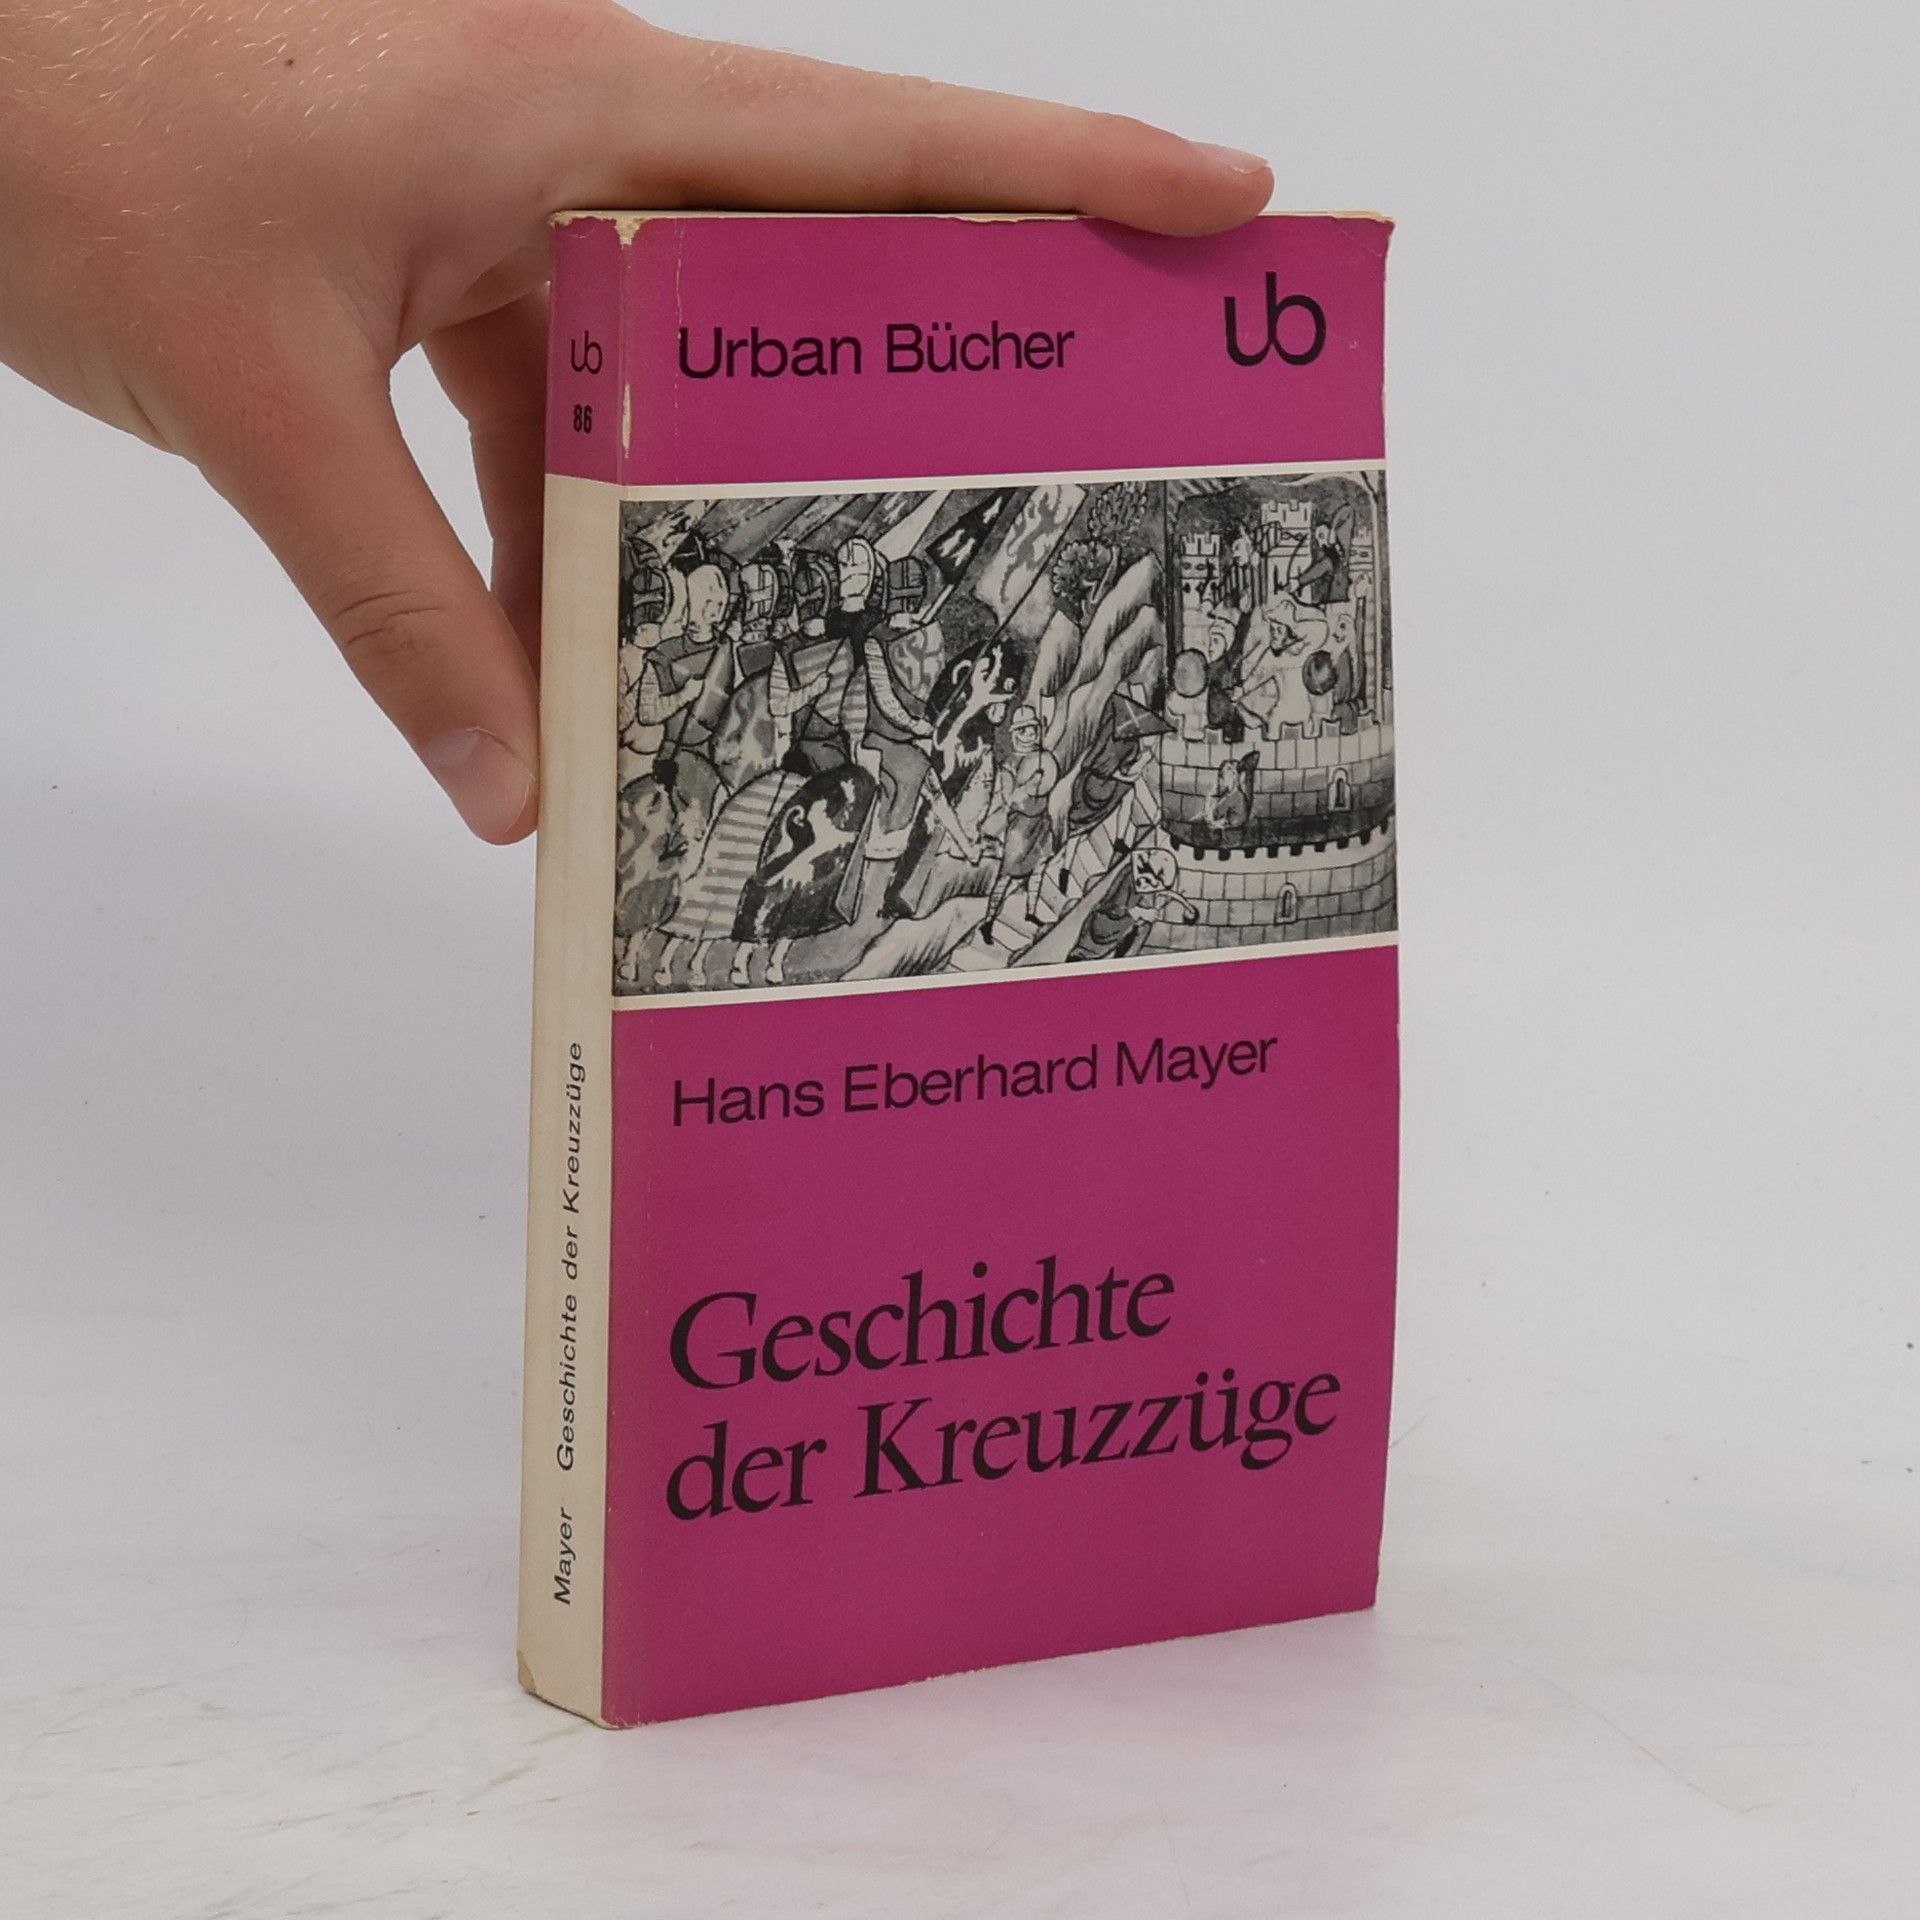 Urban Bücher
ub
Hans Eberhard Mayer
Geschichte
der Kreuzzüge
ub
86
Mayer Geschichte der Kreuzzüge